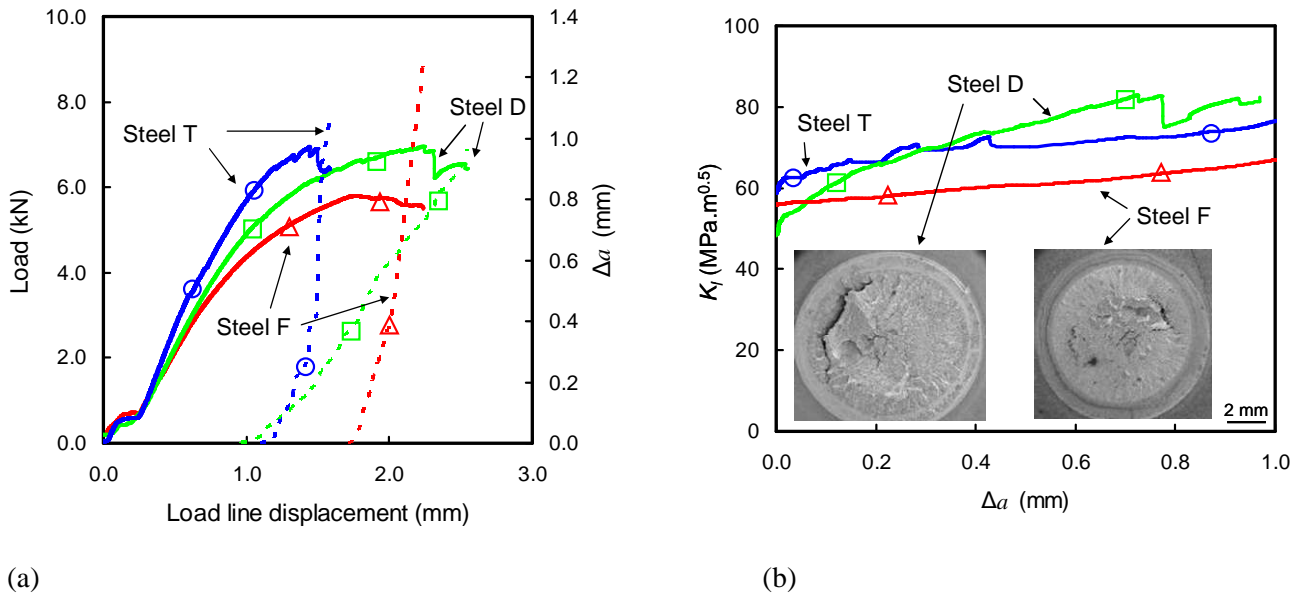 10.0
8.0
6.0
4.0
2.0
0.0
Load (kN)
0.0
1.0
2.0
3.0
Load line displacement (mm)
1.4
1.2
1.0
0.8
0.6
0.4
0.2
0.0
Δa (mm)
Steel T
Steel D
Steel F
(a)
100
80
60
40
20
0
K_I (MPa.m^0.5)
0.0
0.2
0.4
0.6
0.8
1.0
Δa (mm)
Steel D
Steel T
Steel F
2 mm
(b)